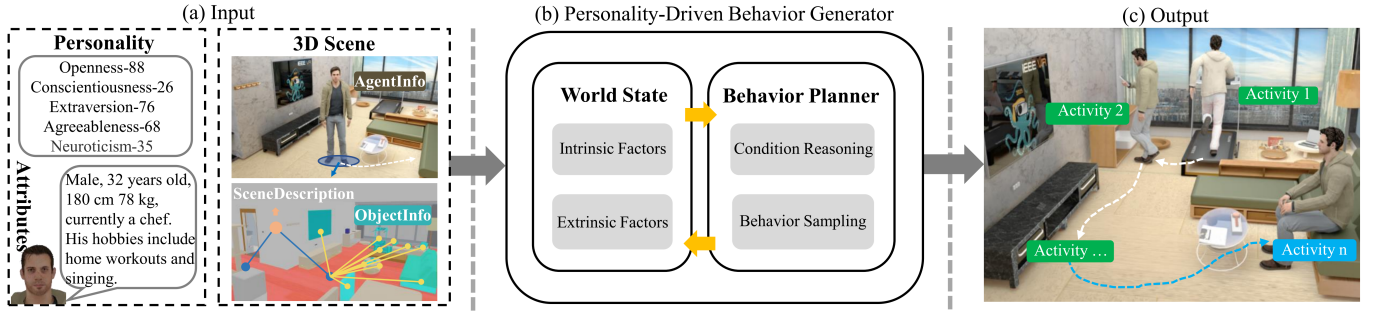 (a) Input
Personality
Openness-88
Conscientiousness-26
Extraversion-76
Agreeableness-68
Neuroticism-35
Attributes
Male, 32 years old,
180 cm 78 kg,
currently a chef.
His hobbies include
home workouts and
singing.
3D Scene
AgentInfo
SceneDescription
ObjectInfo
(b) Personality-Driven Behavior Generator
World State
Intrinsic Factors
Extrinsic Factors
Behavior Planner
Condition Reasoning
Behavior Sampling
(c) Output
IEEE VR
Activity 1
Activity 2
Activity ...
Activity n